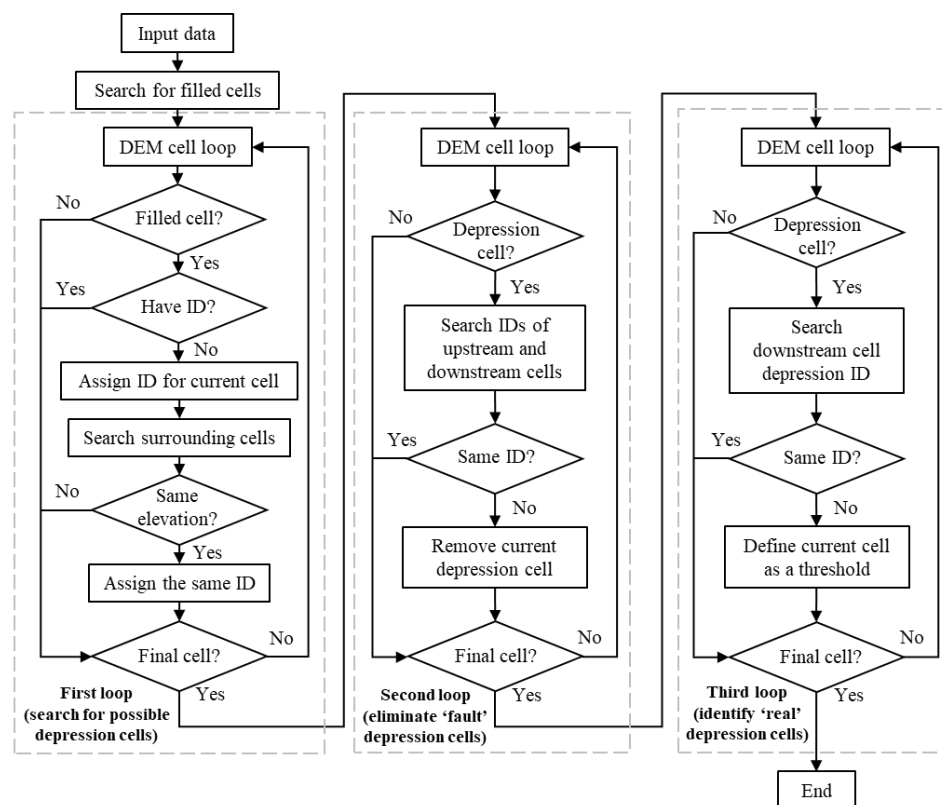 Input data
Search for filled cells
DEM cell loop
No
Filled cell?
Yes
Yes
Have ID?
No
Assign ID for current cell
Search surrounding cells
No
Same
elevation?
Yes
Assign the same ID
Final cell?
No
Yes
First loop
(search for possible
depression cells)
DEM cell loop
No
Depression
cell?
Yes
Search IDs of
upstream and
downstream cells
Yes
Same ID?
No
Remove current
depression cell
Final cell?
No
Yes
Second loop
(eliminate ‘fault’
depression cells)
DEM cell loop
No
Depression
cell?
Yes
Search
downstream cell
depression ID
Yes
Same ID?
No
Define current cell
as a threshold
Final cell?
No
Yes
Third loop
(identify ‘real’
depression cells)
End